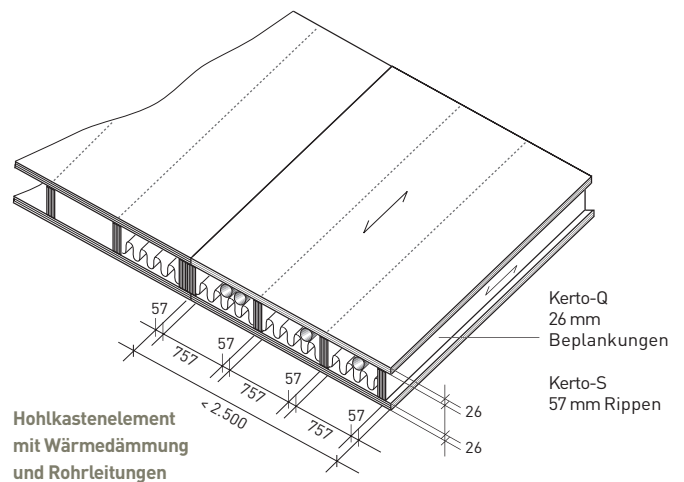 Kerto-Q
26 mm
Beplankungen
Kerto-S
57 mm Rippen
57
757
57
757
57
757
57
< 2.500
26
26
Hohlkastenelement
mit Wärmedämmung
und Rohrleitungen